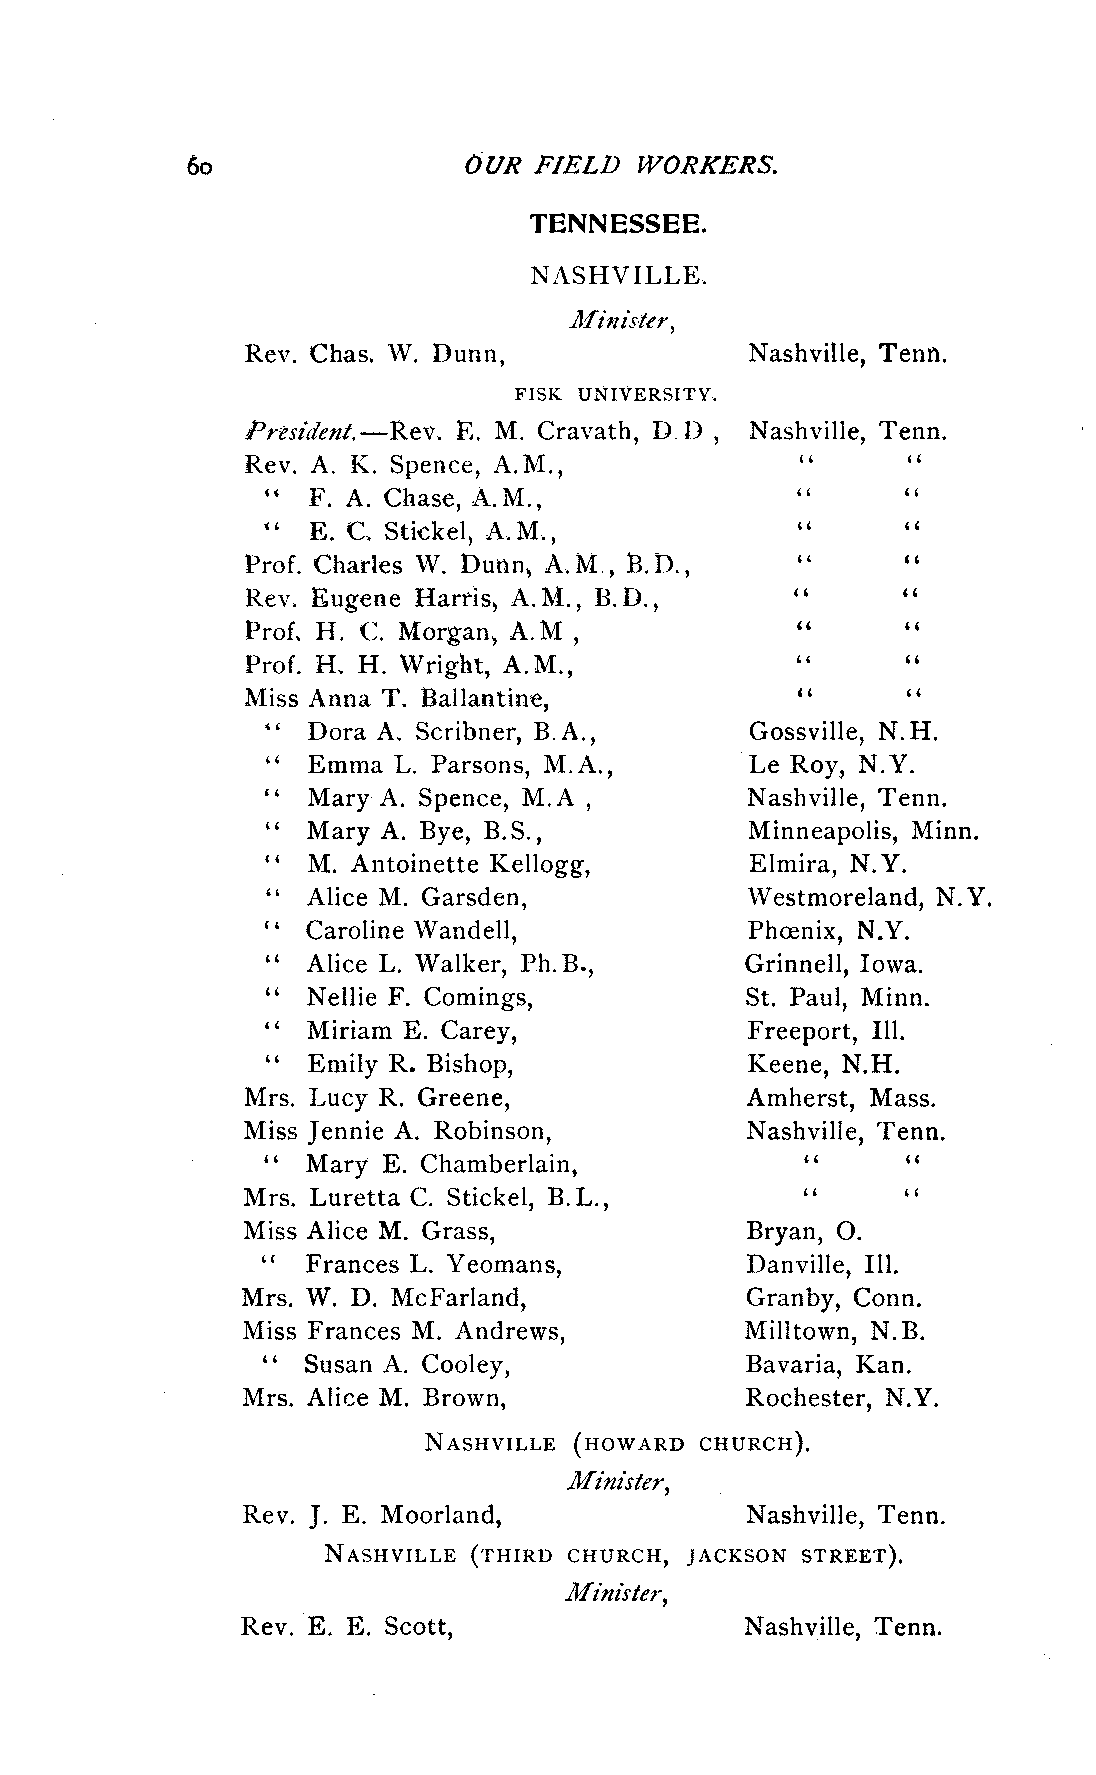 60 OUR FIELD WORKERS.
TENNESSEE.
NASHVILLE.
Minister,
Rev. Chas. W. Dunn, Nashville, Tenn.
FISK UNIVERSITY.
President.—Rev. E. M. Cravath, D.D , Nashville, Tenn.
Rev. A. K. Spence, A.M., “ “
“ F. A. Chase, A.M., “ “
“ E. C. Stickel, A.M., “ “
Prof. Charles W. Dunn, A.M , B.D., “ “
Rev. Eugene Harris, A.M., B.D., “ “
Prof. H. C. Morgan, A.M , “ “
Prof. H. H. Wright, A.M., “ “
Miss Anna T. Ballantine, “ “
“ Dora A. Scribner, B.A., Gossville, N.H.
“ Emma L. Parsons, M.A., Le Roy, N.Y.
“ Mary A. Spence, M.A , Nashville, Tenn.
“ Mary A. Bye, B.S., Minneapolis, Minn.
“ M. Antoinette Kellogg, Elmira, N.Y.
“ Alice M. Garsden, Westmoreland, N.Y.
“ Caroline Wandell, Phœnix, N.Y.
“ Alice L. Walker, Ph.B., Grinnell, Iowa.
“ Nellie F. Comings, St. Paul, Minn.
“ Miriam E. Carey, Freeport, Ill.
“ Emily R. Bishop, Keene, N.H.
Mrs. Lucy R. Greene, Amherst, Mass.
Miss Jennie A. Robinson, Nashville, Tenn.
“ Mary E. Chamberlain, “ “
Mrs. Luretta C. Stickel, B.L., “ “
Miss Alice M. Grass, Bryan, O.
“ Frances L. Yeomans, Danville, Ill.
Mrs. W. D. McFarland, Granby, Conn.
Miss Frances M. Andrews, Milltown, N.B.
“ Susan A. Cooley, Bavaria, Kan.
Mrs. Alice M. Brown, Rochester, N.Y.
NASHVILLE (HOWARD CHURCH).
Minister,
Rev. J. E. Moorland, Nashville, Tenn.
NASHVILLE (THIRD CHURCH, JACKSON STREET).
Minister,
Rev. E. E. Scott, Nashville, Tenn.